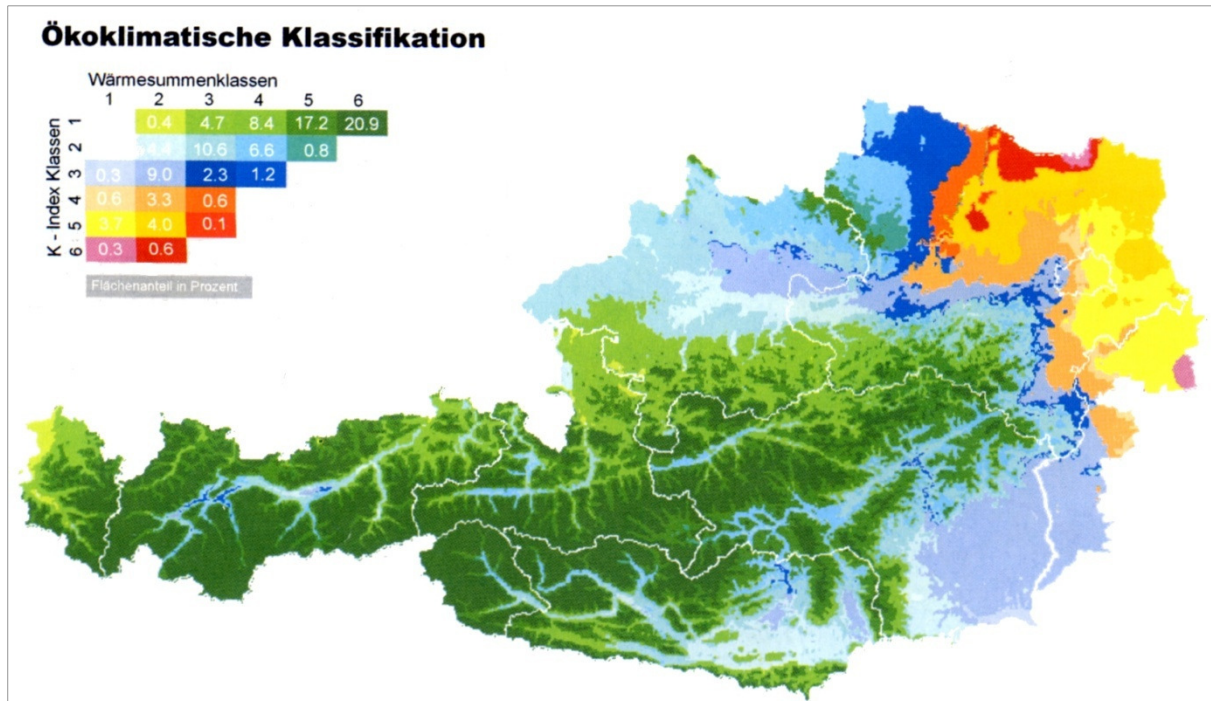 Ökoklimatische Klassifikation
Wärmesummenklassen
1 2 3 4 5 6
K - Index Klassen
1 0.4 4.7 8.4 17.2 20.9
2 4.4 10.6 6.6 0.8
3 0.3 9.0 2.3 1.2
4 0.6 3.3 0.6
5 3.7 4.0 0.1
6 0.3 0.6
Flächenanteil in Prozent